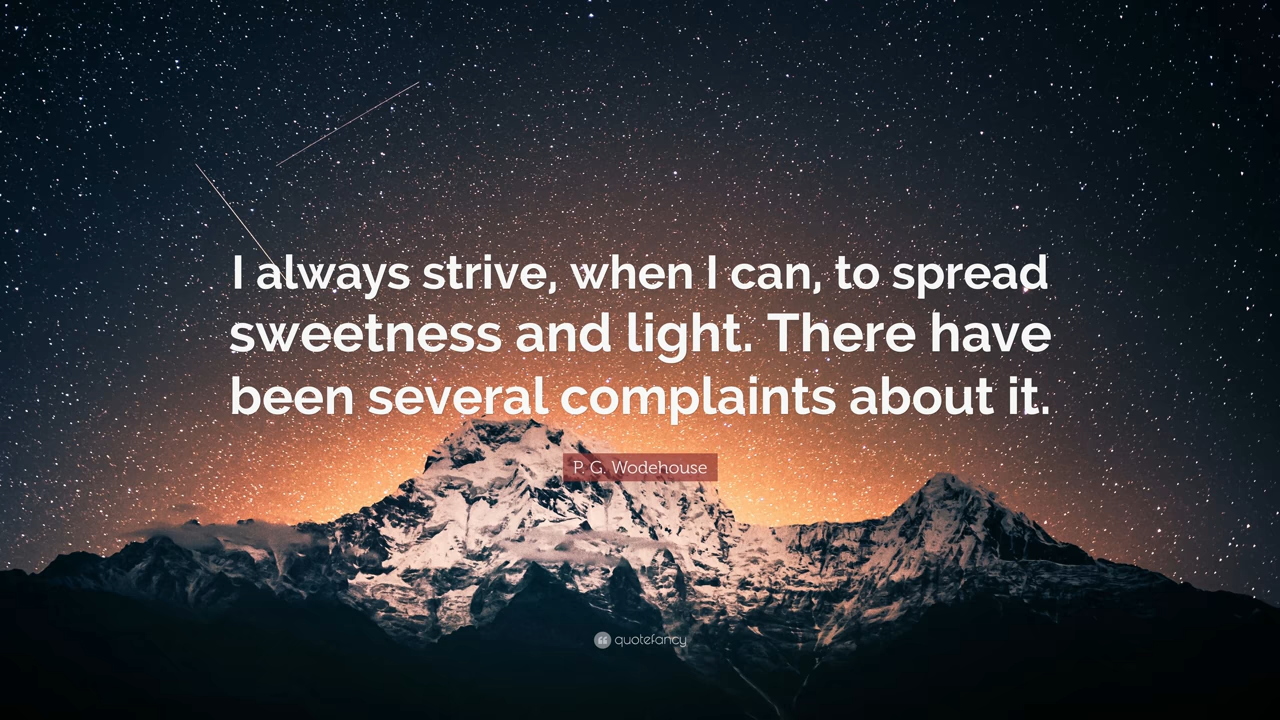 I always strive, when I can, to spread
sweetness and light. There have
been several complaints about it.
P. G. Wodehouse
quotefancy